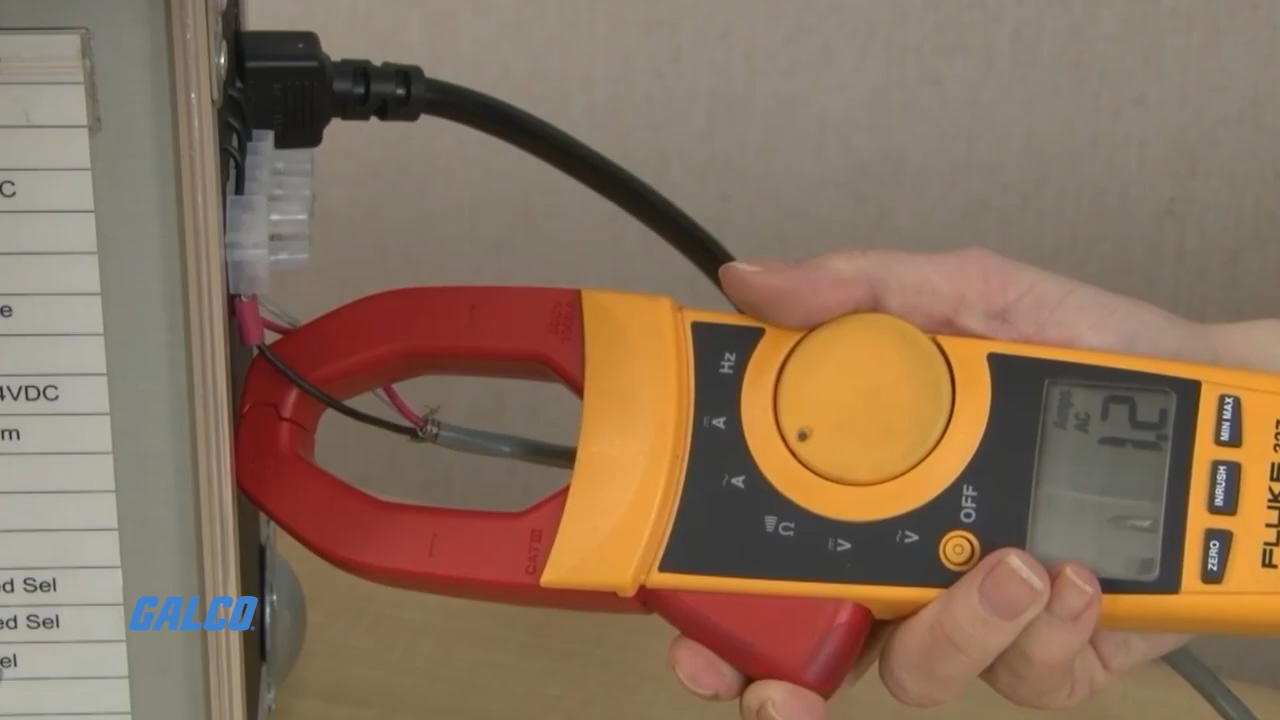 C
e
4VDC
m
ed Sel
ed Sel
el
GALCO
CAT III
Hz
A
A
Ω
V
V
OFF
Amps
AC
1.2
MIN MAX
INRUSH
ZERO
FLUKE